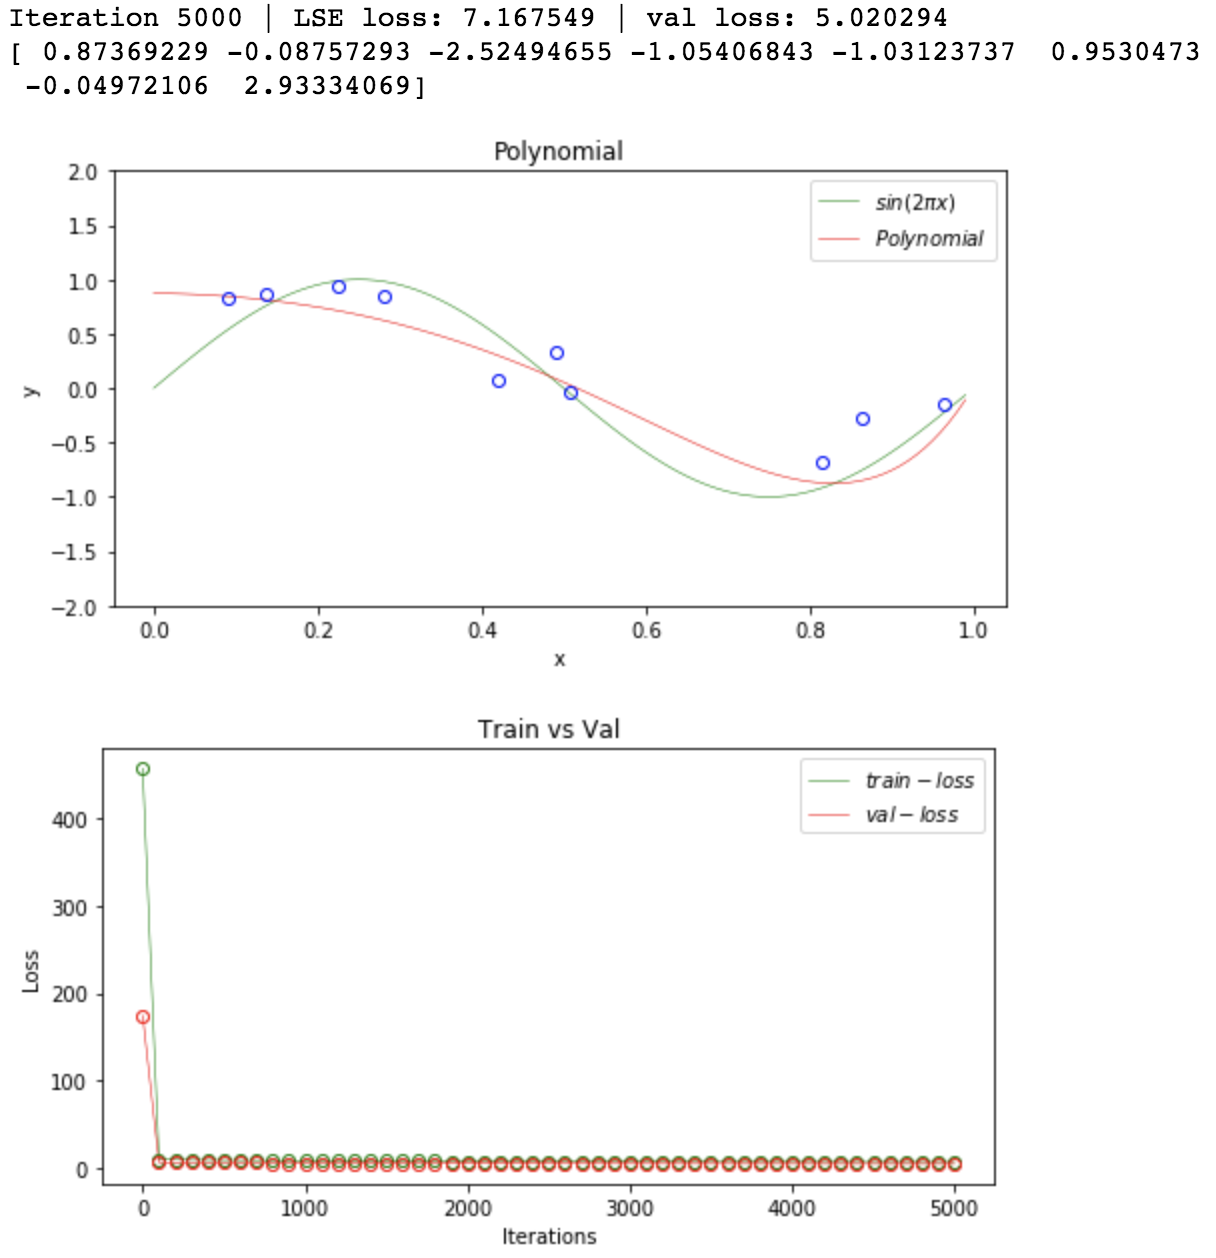 Iteration 5000 | LSE loss: 7.167549 | val loss: 5.020294
[ 0.87369229 -0.08757293 -2.52494655 -1.05406843 -1.03123737  0.9530473
 -0.04972106  2.93334069]
Polynomial
2.0
1.5
1.0
0.5
0.0
−0.5
−1.0
−1.5
−2.0
y
sin(2πx)
Polynomial
0.0 0.2 0.4 0.6 0.8 1.0
x
Train vs Val
400
300
200
100
0
Loss
train − loss
val − loss
0 1000 2000 3000 4000 5000
Iterations